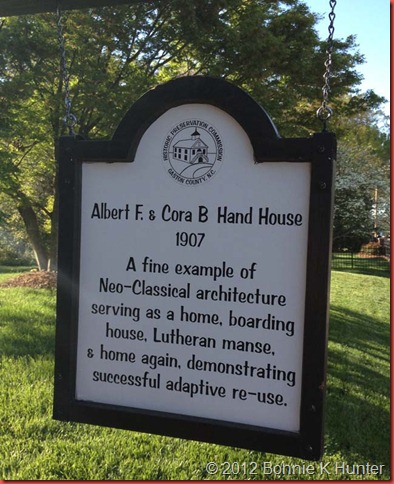 HISTORIC PRESERVATION COMMISSION
GASTON COUNTY, N.C.
Albert F. & Cora B Hand House
1907
A fine example of
Neo-Classical architecture
serving as a home, boarding
house, Lutheran manse,
& home again, demonstrating
successful adaptive re-use.
© 2012 Bonnie K Hunter